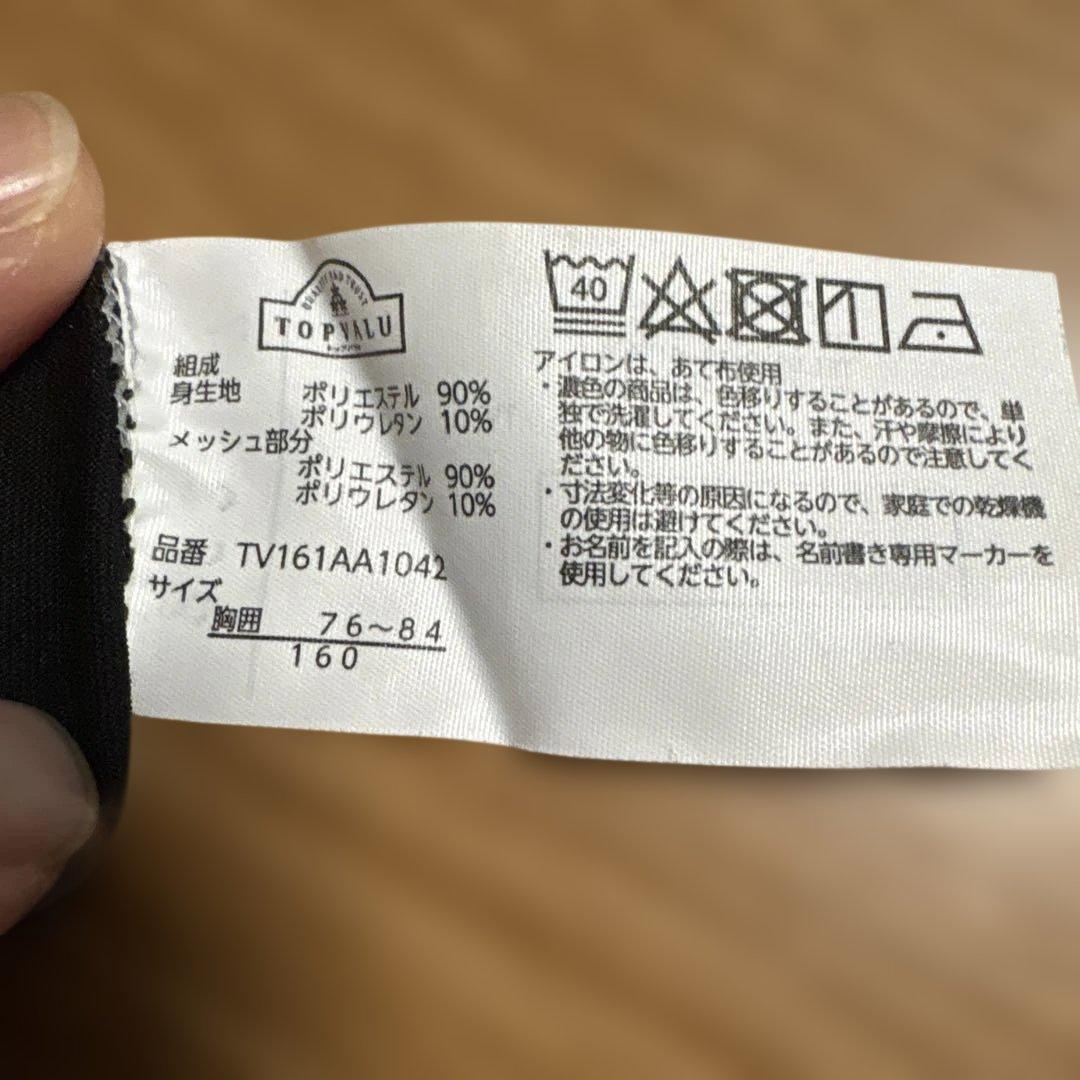 QUALITY AND TRUST
TOPVALU
トップバリュ
組成
身生地 ポリエステル 90%
ポリウレタン 10%
メッシュ部分
ポリエステル 90%
ポリウレタン 10%
品番 TV161AA1042
サイズ
胸囲 76～84
160
40
アイロンは、あて布使用
・濃色の商品は、色移りすることがあるので、単
独で洗濯してください。また、汗や摩擦により
他の物に色移りすることがあるので注意してく
ださい。
・寸法変化等の原因になるので、家庭での乾燥機
の使用は避けてください。
・お名前を記入の際は、名前書き専用マーカーを
使用してください。